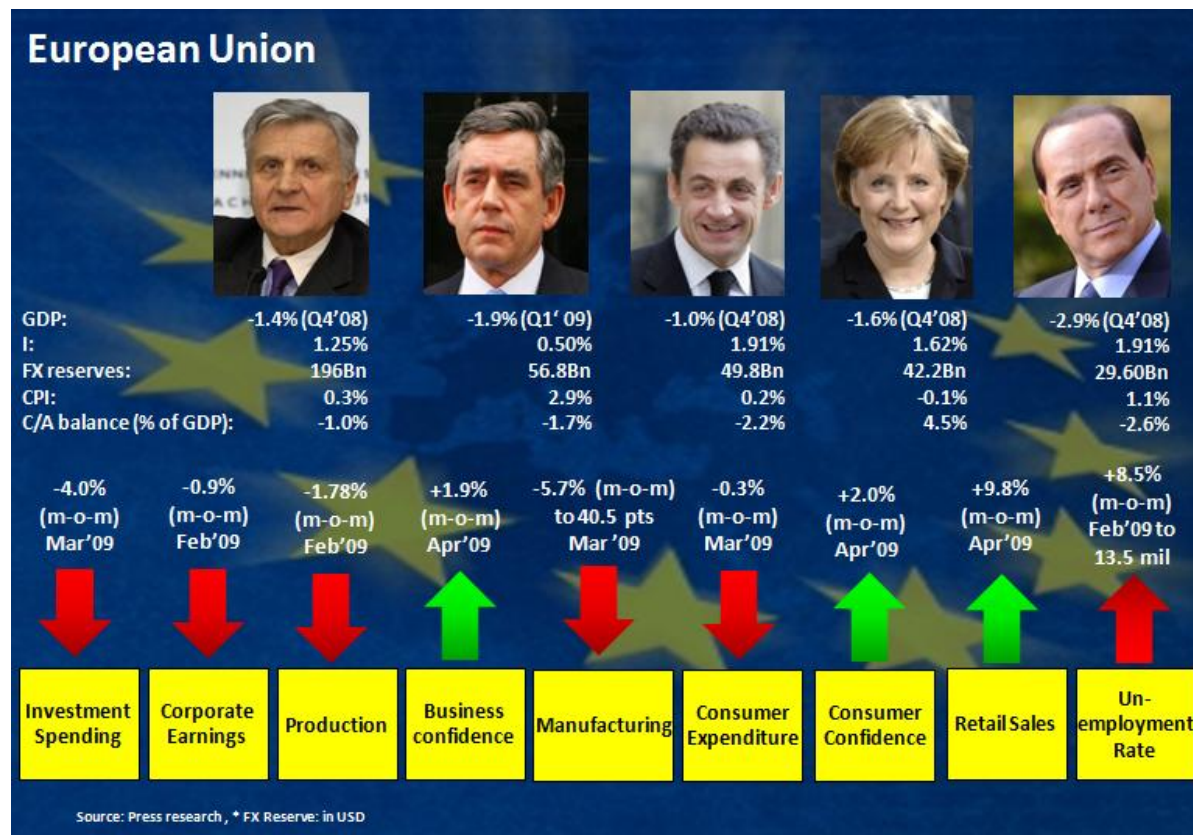 European Union
GDP: -1.4%(Q4'08) -1.9%(Q1' 09) -1.0%(Q4'08) -1.6%(Q4'08) -2.9%(Q4'08)
I: 1.25% 0.50% 1.91% 1.62% 1.91%
FX reserves: 196Bn 56.8Bn 49.8Bn 42.2Bn 29.60Bn
CPI: 0.3% 2.9% 0.2% -0.1% 1.1%
C/A balance (% of GDP): -1.0% -1.7% -2.2% 4.5% -2.6%
-4.0%
(m-o-m)
Mar'09
-0.9%
(m-o-m)
Feb'09
-1.78%
(m-o-m)
Feb'09
+1.9%
(m-o-m)
Apr'09
-5.7% (m-o-m)
to 40.5 pts
Mar'09
-0.3%
(m-o-m)
Mar'09
+2.0%
(m-o-m)
Apr'09
+9.8%
(m-o-m)
Apr'09
+8.5%
(m-o-m)
Feb'09 to
13.5 mil
Investment
Spending
Corporate
Earnings
Production
Business
confidence
Manufacturing
Consumer
Expenditure
Consumer
Confidence
Retail Sales
Un-
employment
Rate
Source: Press research , * FX Reserve: in USD